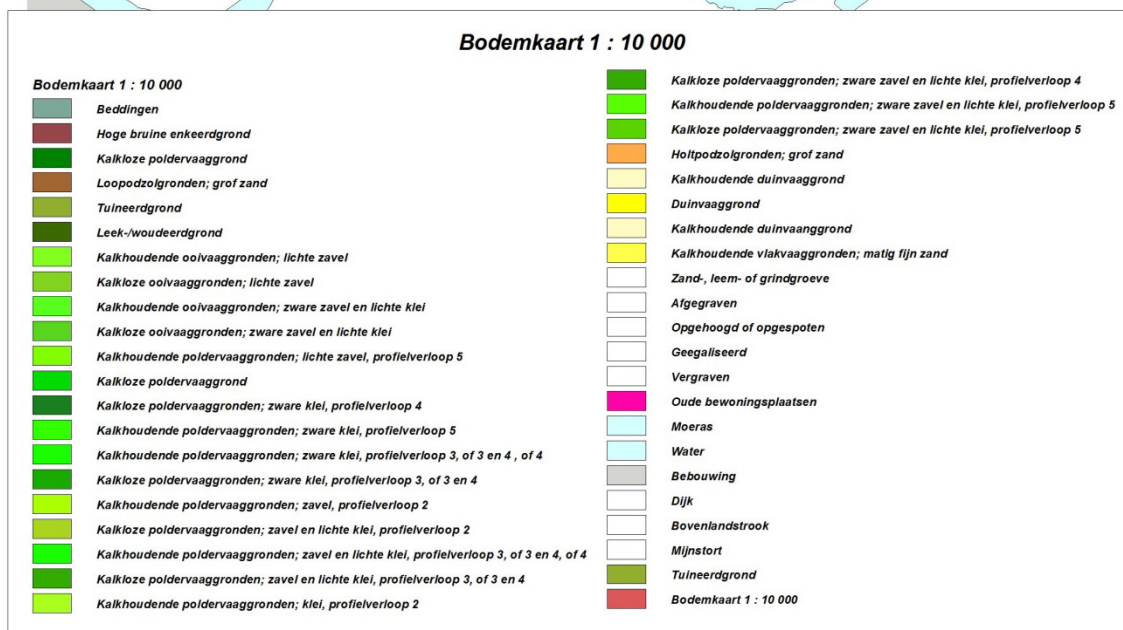 Bodemkaart 1 : 10 000
Bodemkaart 1 : 10 000
Beddingen
Hoge bruine enkeerdgrond
Kalkloze poldervaaggrond
Loopodzolgronden; grof zand
Tuineerdgrond
Leek-/woudeerdgrond
Kalkhoudende ooivaaggronden; lichte zavel
Kalkloze ooivaaggronden; lichte zavel
Kalkhoudende ooivaaggronden; zware zavel en lichte klei
Kalkloze ooivaaggronden; zware zavel en lichte klei
Kalkhoudende poldervaaggronden; lichte zavel, profielverloop 5
Kalkloze poldervaaggrond
Kalkloze poldervaaggronden; zware klei, profielverloop 4
Kalkhoudende poldervaaggronden; zware klei, profielverloop 5
Kalkhoudende poldervaaggronden; zware klei, profielverloop 3, of 3 en 4 , of 4
Kalkloze poldervaaggronden; zware klei, profielverloop 3, of 3 en 4
Kalkhoudende poldervaaggronden; zavel, profielverloop 2
Kalkloze poldervaaggronden; zavel en lichte klei, profielverloop 2
Kalkhoudende poldervaaggronden; zavel en lichte klei, profielverloop 3, of 3 en 4, of 4
Kalkloze poldervaaggronden; zavel en lichte klei, profielverloop 3, of 3 en 4
Kalkhoudende poldervaaggronden; klei, profielverloop 2
Kalkloze poldervaaggronden; zware zavel en lichte klei, profielverloop 4
Kalkhoudende poldervaaggronden; zware zavel en lichte klei, profielverloop 5
Kalkloze poldervaaggronden; zware zavel en lichte klei, profielverloop 5
Holtpodzolgronden; grof zand
Kalkhoudende duinvaaggrond
Duinvaaggrond
Kalkhoudende duinvaanggrond
Kalkhoudende vlakvaaggronden; matig fijn zand
Zand-, leem- of grindgroeve
Afgegraven
Opgehoogd of opgespoten
Geegaliseerd
Vergraven
Oude bewoningsplaatsen
Moeras
Water
Bebouwing
Dijk
Bovenlandstrook
Mijnstort
Tuineerdgrond
Bodemkaart 1 : 10 000